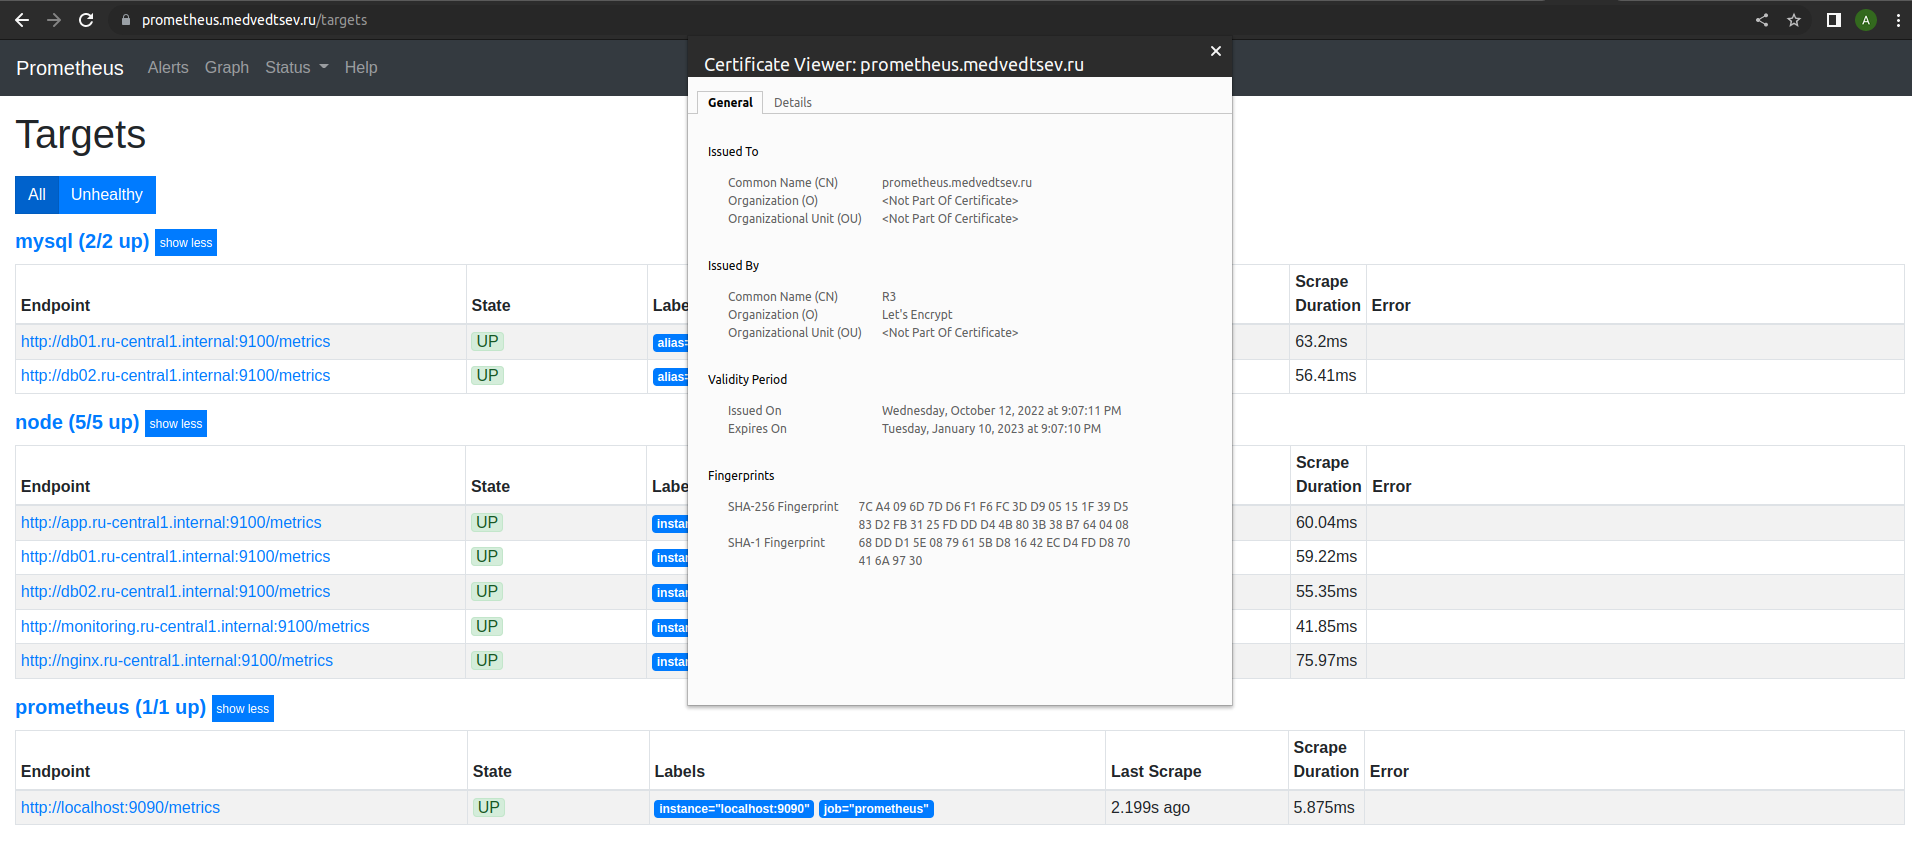 prometheus.medvedtsev.ru/targets
A
Prometheus Alerts Graph Status Help
Certificate Viewer: prometheus.medvedtsev.ru
General Details
Issued To
Common Name (CN) prometheus.medvedtsev.ru
Organization (O) <Not Part Of Certificate>
Organizational Unit (OU) <Not Part Of Certificate>
Issued By
Common Name (CN) R3
Organization (O) Let's Encrypt
Organizational Unit (OU) <Not Part Of Certificate>
Validity Period
Issued On Wednesday, October 12, 2022 at 9:07:11 PM
Expires On Tuesday, January 10, 2023 at 9:07:10 PM
Fingerprints
SHA-256 Fingerprint 7C A4 09 6D 7D D6 F1 F6 FC 3D D9 05 15 1F 39 D5
83 D2 FB 31 25 FD DD D4 4B 80 3B 38 B7 64 04 08
SHA-1 Fingerprint 68 DD D1 5E 08 79 61 5B D8 16 42 EC D4 FD D8 70
41 6A 97 30
Targets
All Unhealthy
mysql (2/2 up) show less
Endpoint State Labe Scrape Duration Error
http://db01.ru-central1.internal:9100/metrics UP alias= 63.2ms
http://db02.ru-central1.internal:9100/metrics UP alias= 56.41ms
node (5/5 up) show less
Endpoint State Labe Scrape Duration Error
http://app.ru-central1.internal:9100/metrics UP instan 60.04ms
http://db01.ru-central1.internal:9100/metrics UP instan 59.22ms
http://db02.ru-central1.internal:9100/metrics UP instan 55.35ms
http://monitoring.ru-central1.internal:9100/metrics UP instan 41.85ms
http://nginx.ru-central1.internal:9100/metrics UP instan 75.97ms
prometheus (1/1 up) show less
Endpoint State Labels Last Scrape Scrape Duration Error
http://localhost:9090/metrics UP instance="localhost:9090" job="prometheus" 2.199s ago 5.875ms